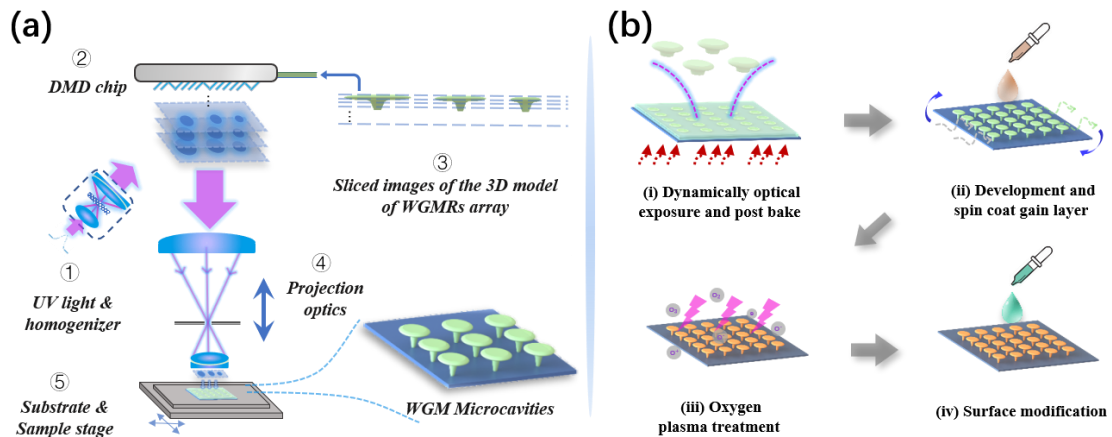 (a)
②
DMD chip
③
Sliced images of the 3D model
of WGMRs array
①
UV light &
homogenizer
④
Projection
optics
⑤
Substrate &
Sample stage
WGM Microcavities
(b)
(i) Dynamically optical
exposure and post bake
(ii) Development and
spin coat gain layer
(iii) Oxygen
plasma treatment
(iv) Surface modification